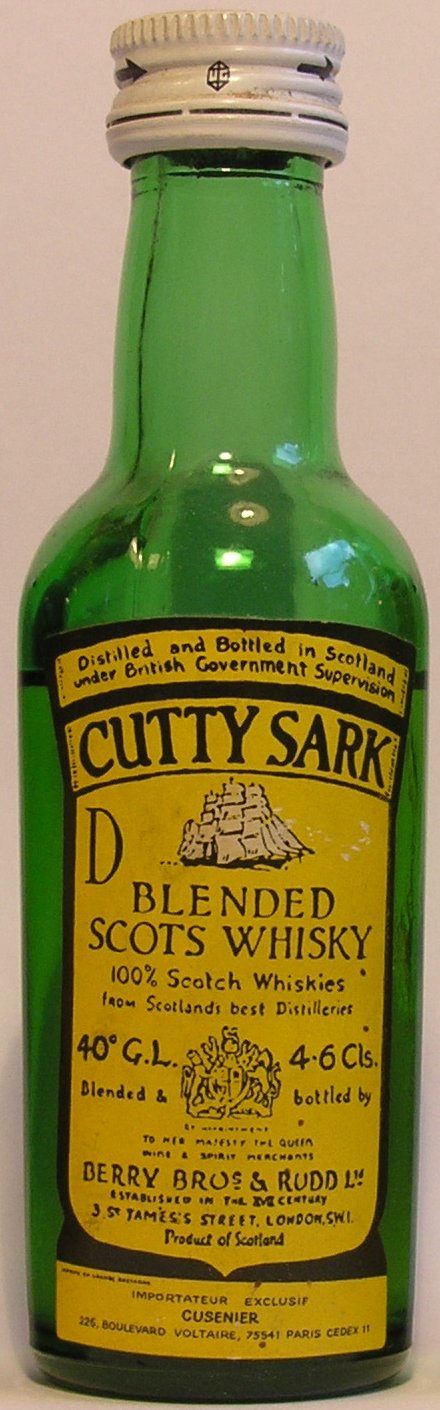 Distilled and Bottled in Scotland
under British Government Supervision
CUTTY SARK
D
BLENDED
SCOTS WHISKY
100% Scotch Whiskies
from Scotlands best Distilleries
40° G.L. 4·6 Cls.
Blended & bottled by
BY APPOINTMENT
TO HER MAJESTY THE QUEEN
WINE & SPIRIT MERCHANTS
BERRY BROS & RUDD LTD
ESTABLISHED IN THE XVII CENTURY
3, ST JAMES'S STREET, LONDON, S.W.1.
Product of Scotland
IMPORTATEUR EXCLUSIF
CUSENIER
226, BOULEVARD VOLTAIRE, 75541 PARIS CEDEX 11